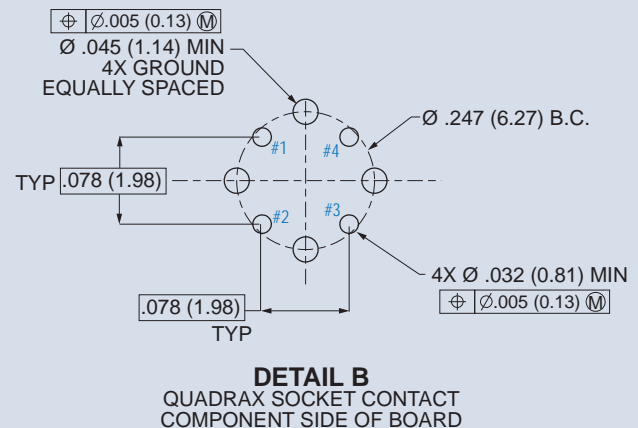 ⌖ Ø.005 (0.13) Ⓜ
Ø .045 (1.14) MIN
4X GROUND
EQUALLY SPACED
Ø .247 (6.27) B.C.
#1
#4
TYP .078 (1.98)
#2
#3
4X Ø .032 (0.81) MIN
⌖ Ø.005 (0.13) Ⓜ
.078 (1.98)
TYP
DETAIL B
QUADRAX SOCKET CONTACT
COMPONENT SIDE OF BOARD